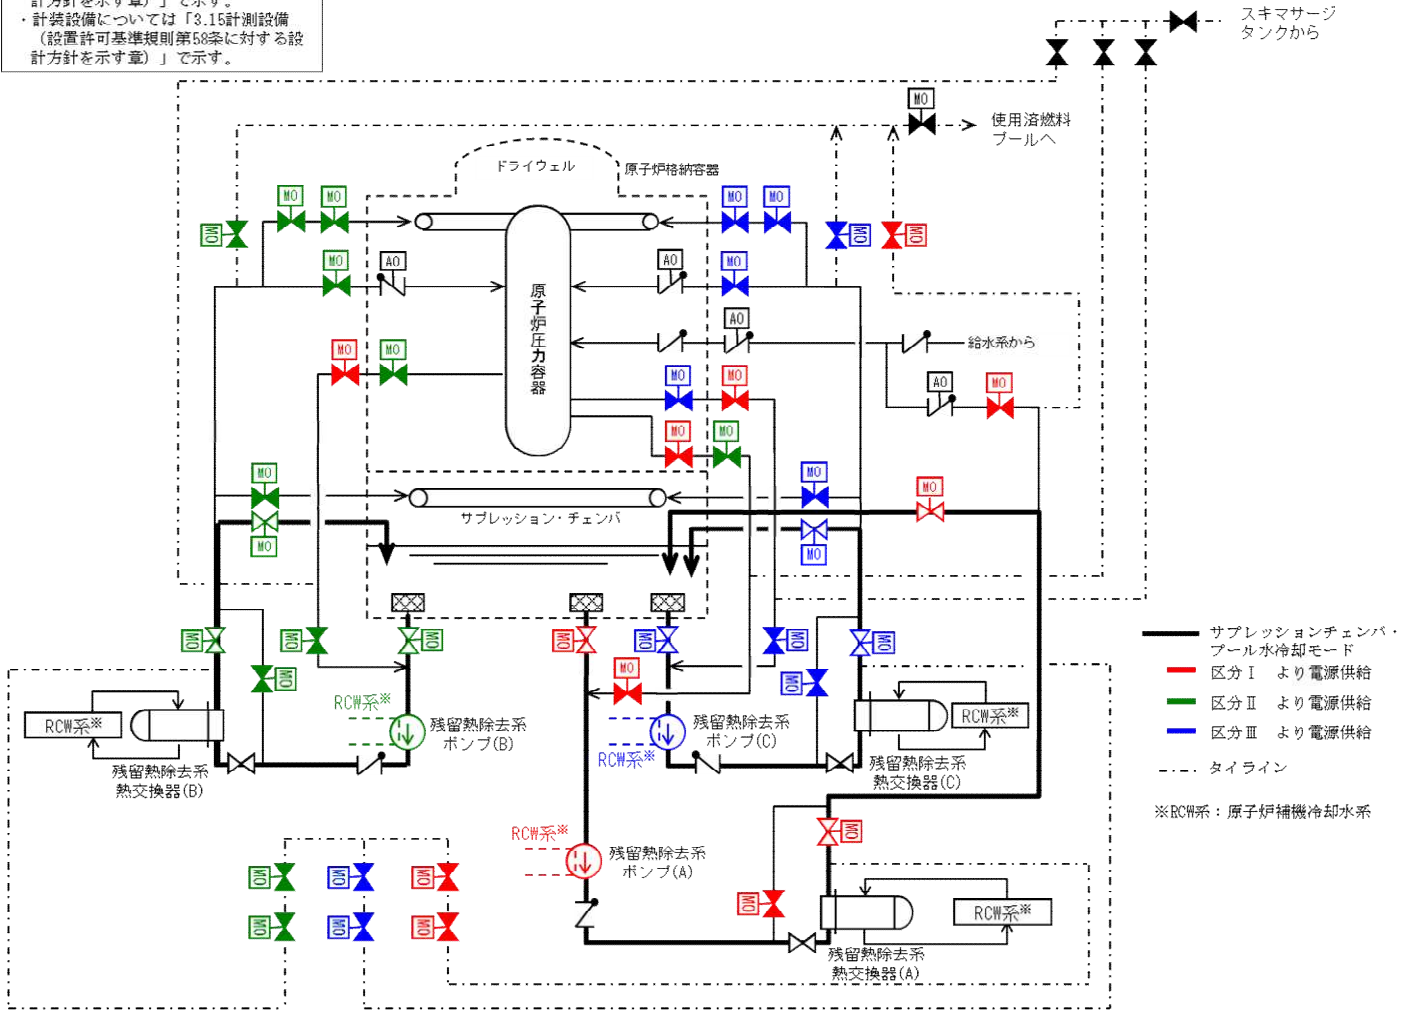 計方針を示す章）」で示す。
・計装設備については「3.15計測設備
（設置許可基準規則第58条に対する設
計方針を示す章）」で示す。
スキマサージ
タンクから
MO
使用済燃料
プールへ
ドライウェル
原子炉格納容器
MO
MO
MO
MO
MO
MO
MO
MO
AO
AO
MO
原子炉圧力容器
AO
給水系から
MO
MO
MO
MO
AO
MO
MO
MO
MO
MO
MO
サプレッション・チェンバ
MO
MO
MO
MO
MO
MO
MO
MO
MO
MO
MO
MO
MO
サプレッションチェンバ・
プール水冷却モード
区分Ⅰ　より電源供給
区分Ⅱ　より電源供給
区分Ⅲ　より電源供給
タイライン
※RCW系：原子炉補機冷却水系
RCW系※
RCW系※
残留熱除去系
ポンプ(B)
残留熱除去系
熱交換器(B)
RCW系※
残留熱除去系
ポンプ(C)
RCW系※
残留熱除去系
熱交換器(C)
RCW系※
残留熱除去系
ポンプ(A)
MO
MO
MO
MO
MO
MO
MO
MO
RCW系※
残留熱除去系
熱交換器(A)